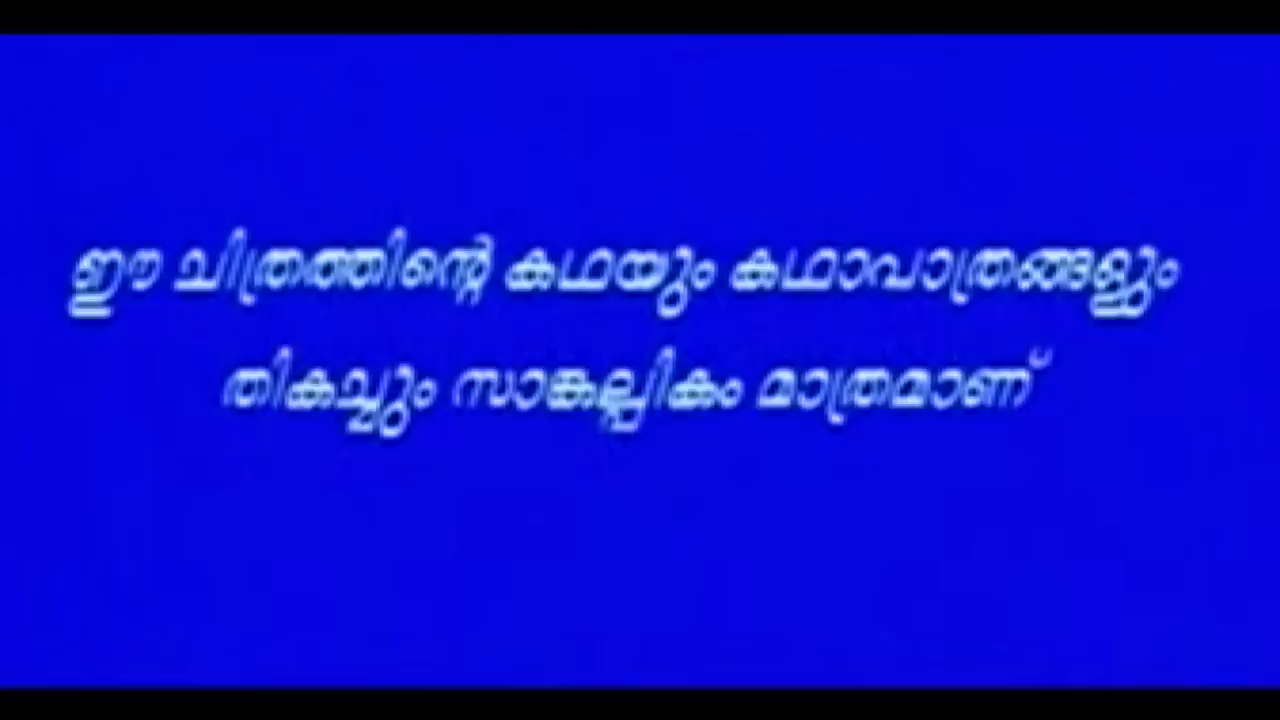 ഈ ചിത്രത്തിന്റെ കഥയും കഥാപാത്രങ്ങളും
തികച്ചും സാങ്കല്പികം മാത്രമാണ്